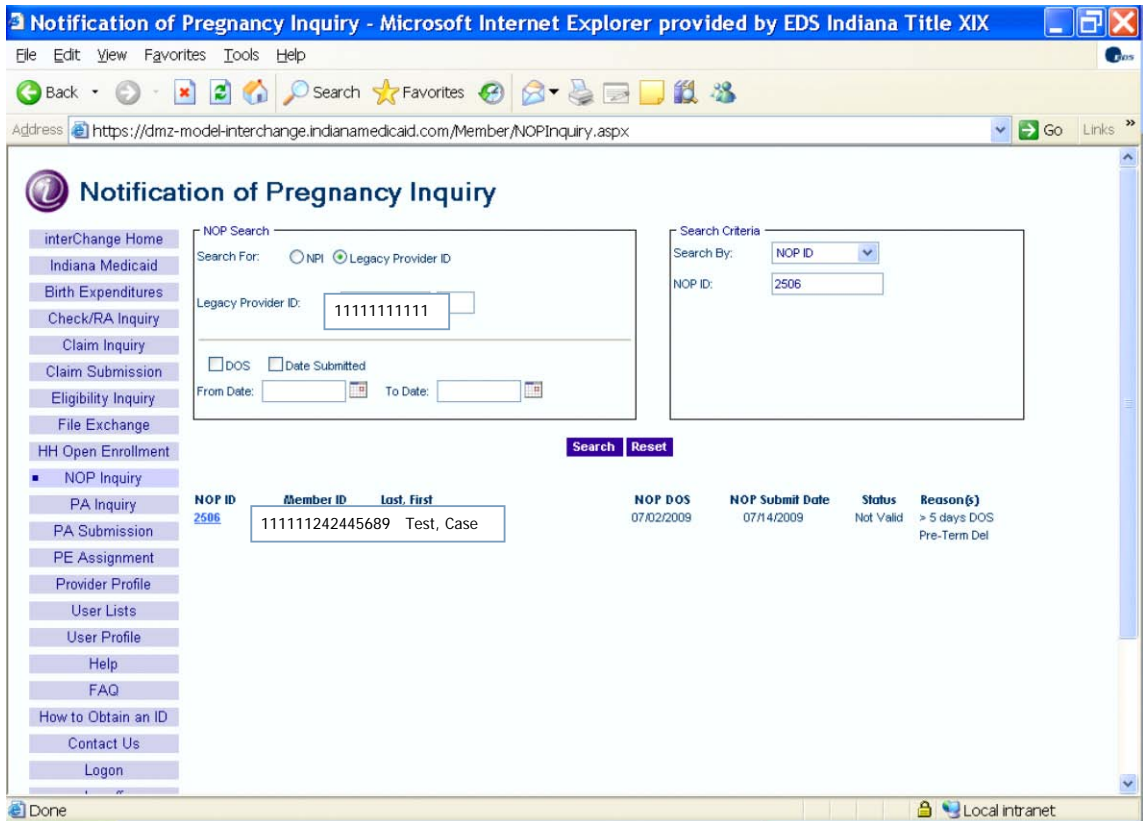 Notification of Pregnancy Inquiry - Microsoft Internet Explorer provided by EDS Indiana Title XIX
File Edit View Favorites Tools Help
Back Search Favorites
Address https://dmz-model-interchange.indianamedicaid.com/Member/NOPInquiry.aspx Go Links »
Notification of Pregnancy Inquiry
interChange Home
Indiana Medicaid
Birth Expenditures
Check/RA Inquiry
Claim Inquiry
Claim Submission
Eligibility Inquiry
File Exchange
HH Open Enrollment
NOP Inquiry
PA Inquiry
PA Submission
PE Assignment
Provider Profile
User Lists
User Profile
Help
FAQ
How to Obtain an ID
Contact Us
Logon
NOP Search
Search For: NPI Legacy Provider ID
Legacy Provider ID: 11111111111
DOS Date Submitted
From Date: To Date:
Search Criteria
Search By: NOP ID
NOP ID: 2506
Search Reset
NOP ID Member ID Last, First NOP DOS NOP Submit Date Status Reason(s)
2506 111111242445689 Test, Case 07/02/2009 07/14/2009 Not Valid > 5 days DOS
Pre-Term Del
Done Local intranet